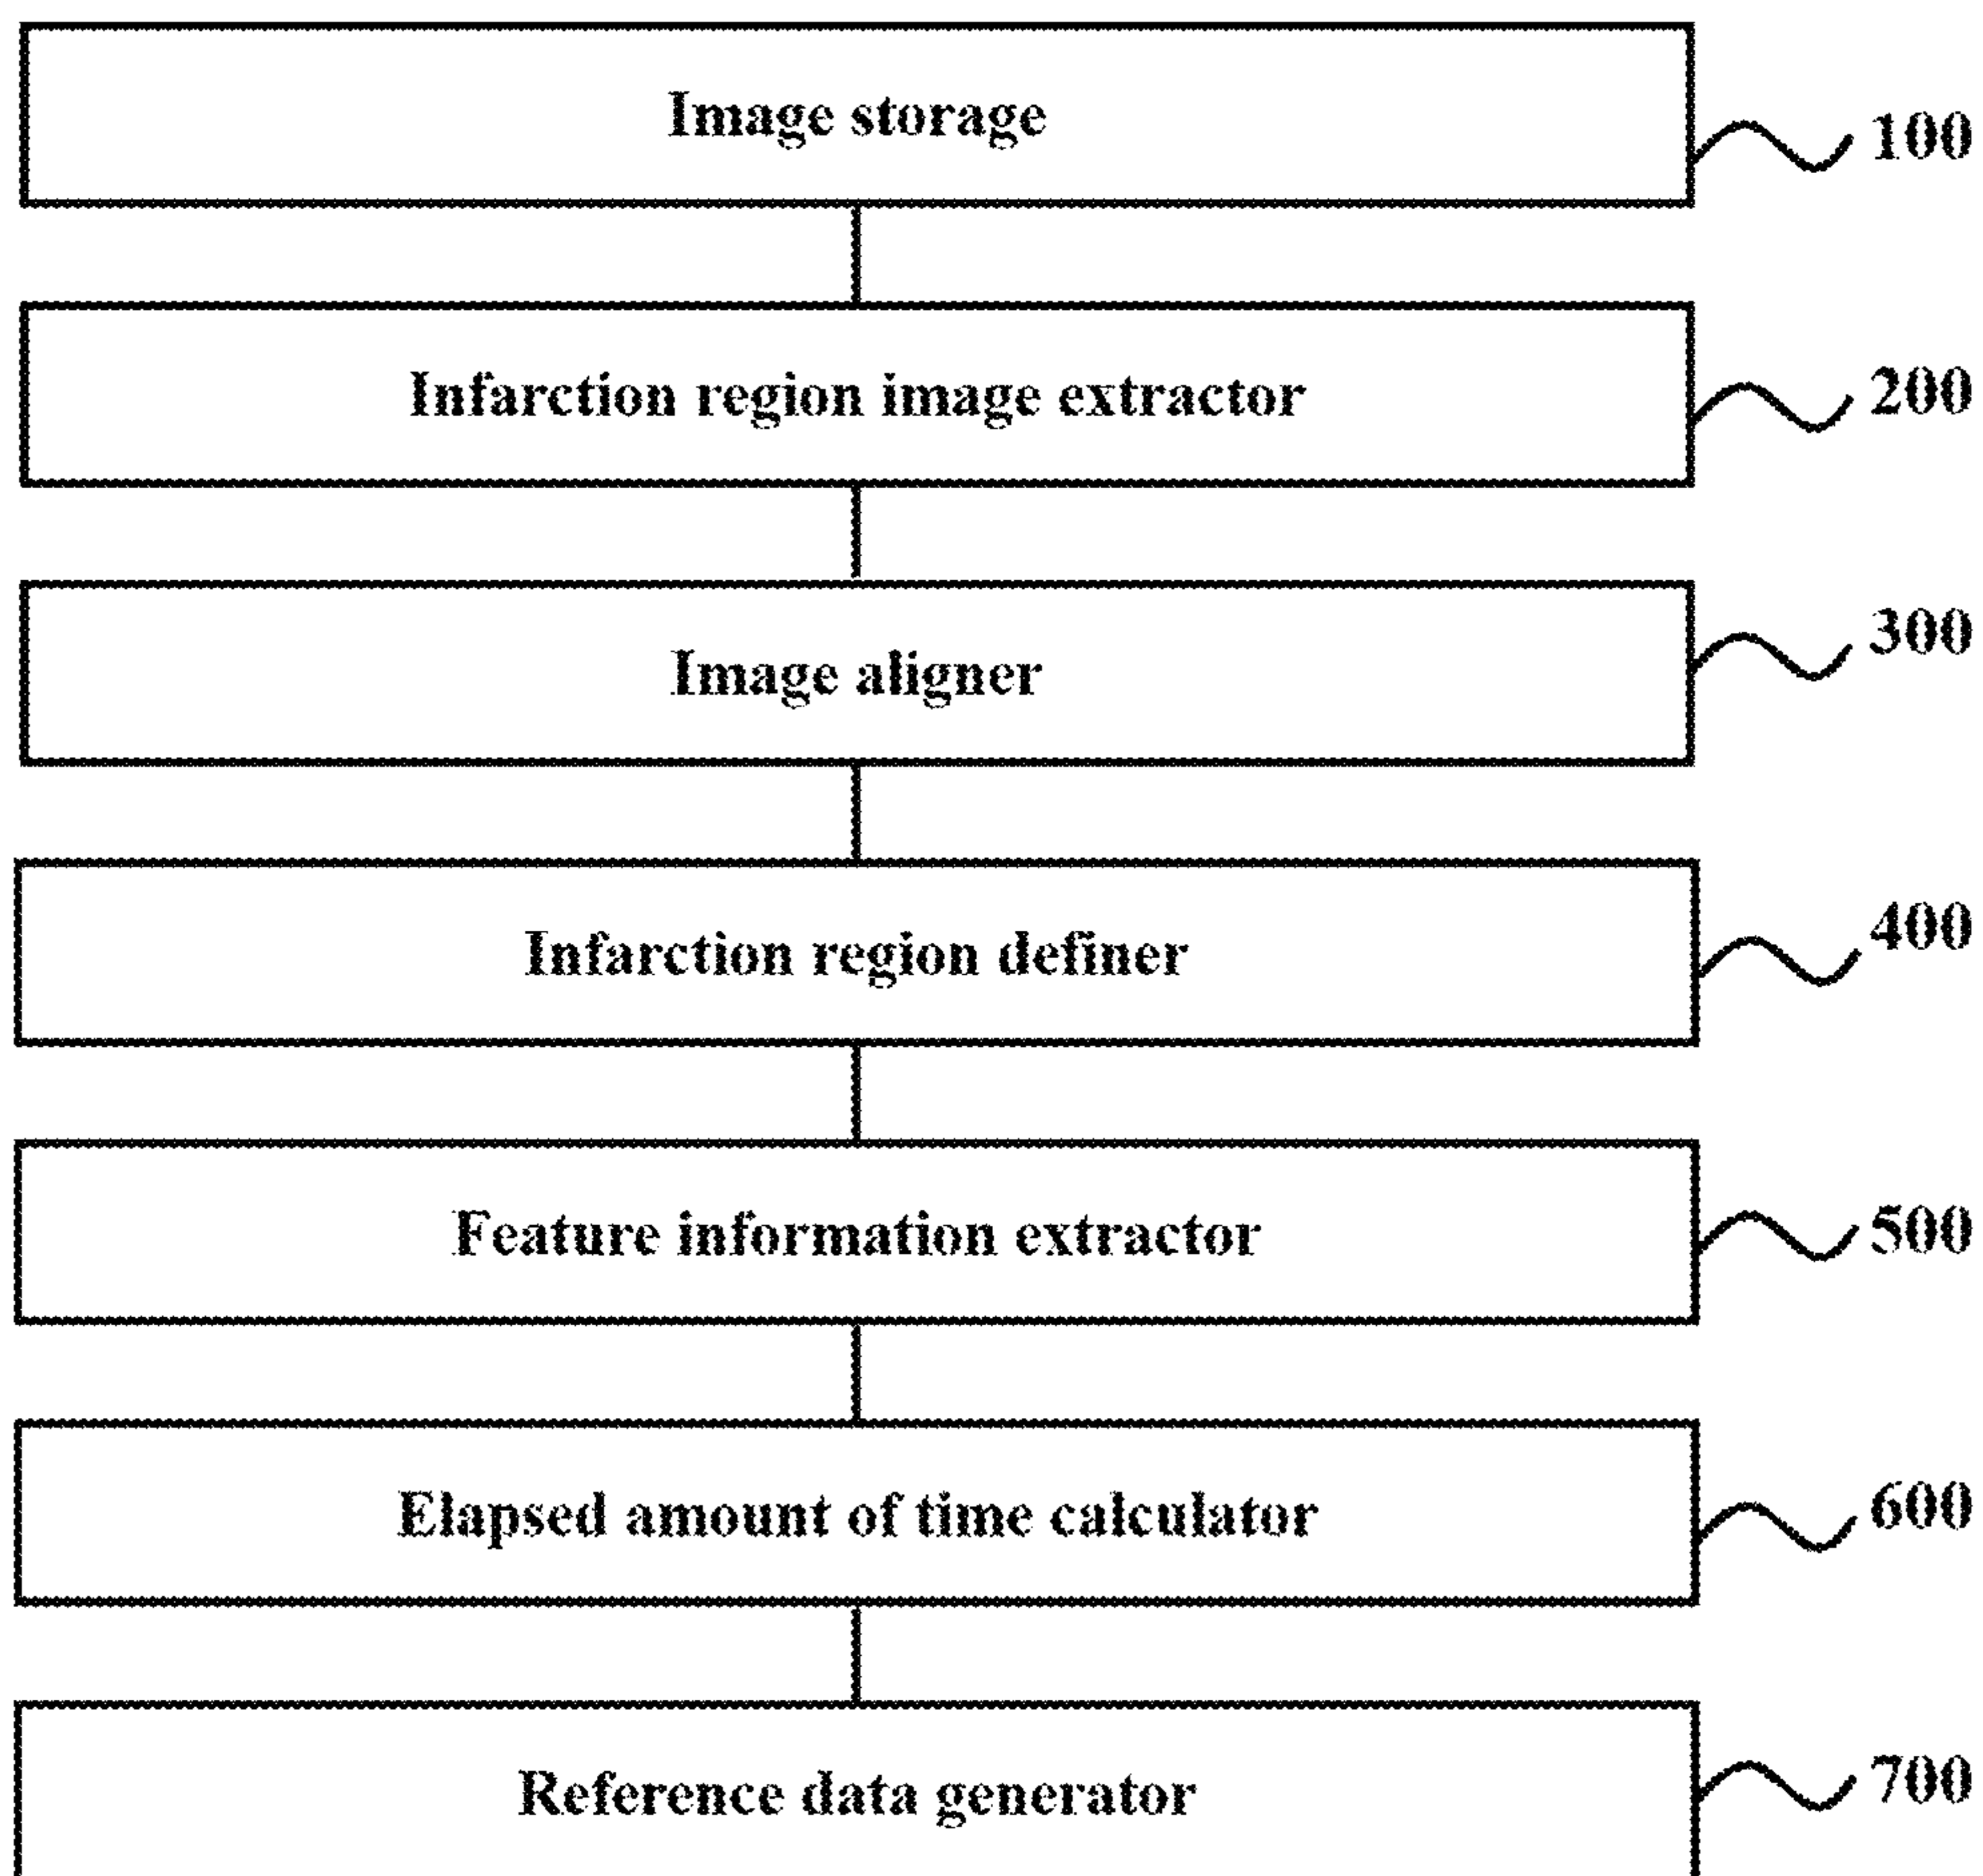 Image storage
100
Infarction region image extractor
200
Image aligner
300
Infarction region definer
400
Feature information extractor
500
Elapsed amount of time calculator
600
Reference data generator
700